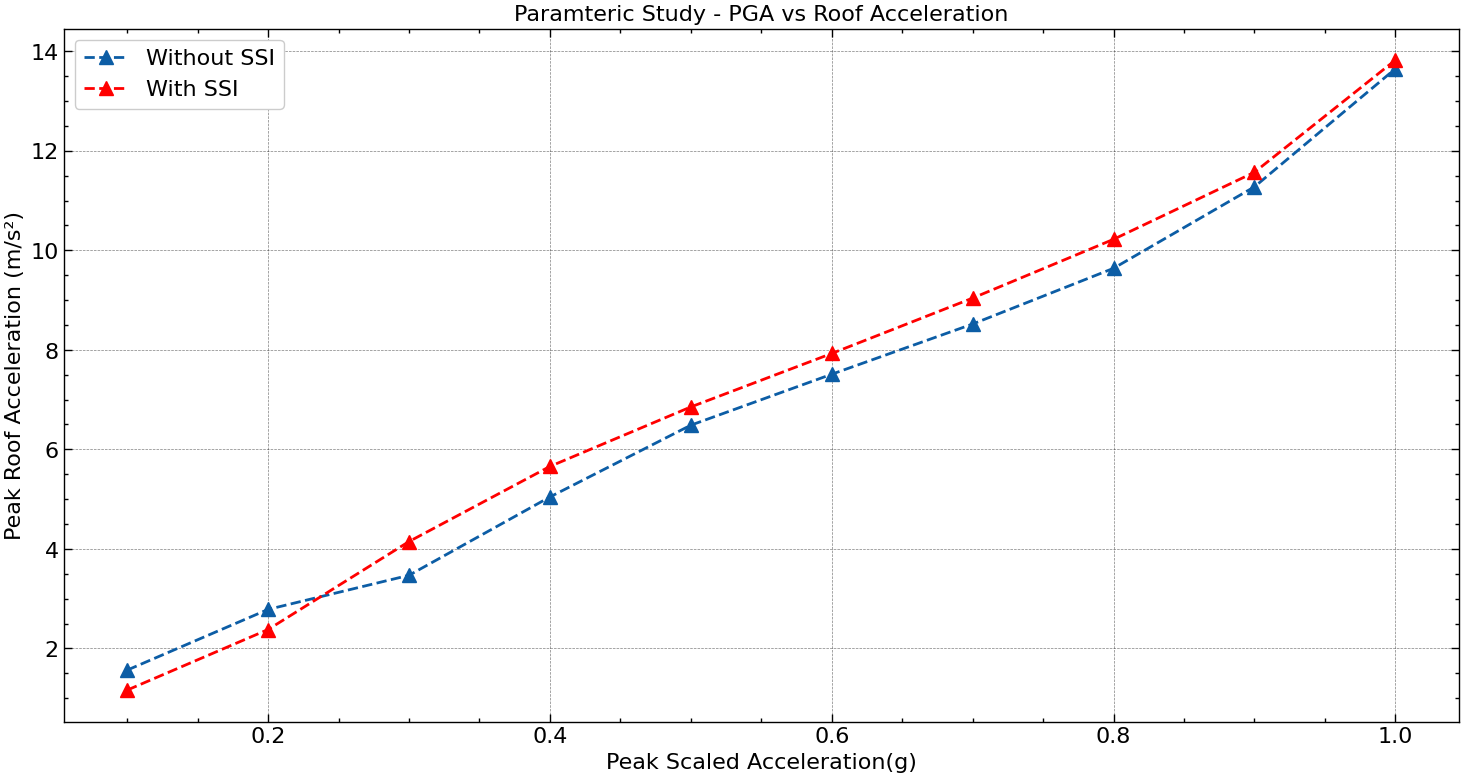 Paramteric Study - PGA vs Roof Acceleration
Without SSI
With SSI
Peak Roof Acceleration (m/s²)
14
12
10
8
6
4
2
0.2
0.4
0.6
0.8
1.0
Peak Scaled Acceleration(g)